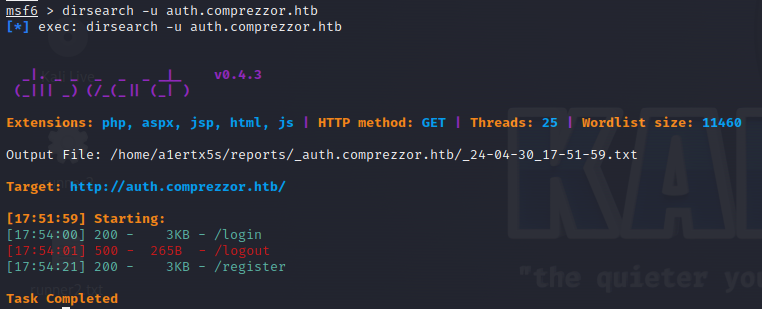 msf6 > dirsearch -u auth.comprezzor.htb
[*] exec: dirsearch -u auth.comprezzor.htb
v0.4.3
Extensions: php, aspx, jsp, html, js | HTTP method: GET | Threads: 25 | Wordlist size: 11460
Output File: /home/a1ertx5s/reports/_auth.comprezzor.htb/_24-04-30_17-51-59.txt
Target: http://auth.comprezzor.htb/
[17:51:59] Starting:
[17:54:00] 200 -    3KB - /login
[17:54:01] 500 -  265B  - /logout
[17:54:21] 200 -    3KB - /register
"the quieter yo
Task Completed